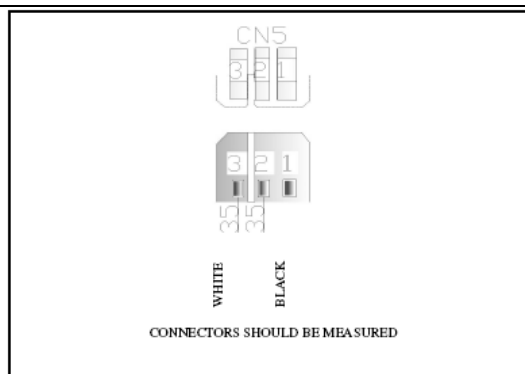 CN5
3 2 1
3 2 1
35 35
WHITE BLACK
CONNECTORS SHOULD BE MEASURED